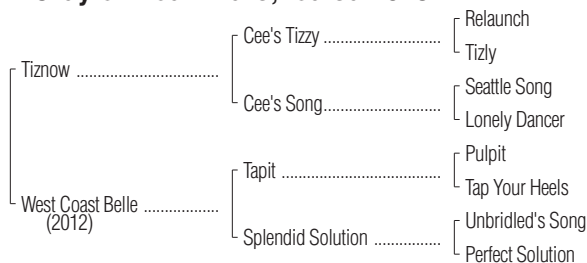 Cee's Tizzy ............................
Relaunch
Tizly
Tiznow ..................................
Cee's Song............................
Seattle Song
Lonely Dancer
West Coast Belle ..................
(2012)
Tapit ......................................
Pulpit
Tap Your Heels
Splendid Solution ................
Unbridled's Song
Perfect Solution